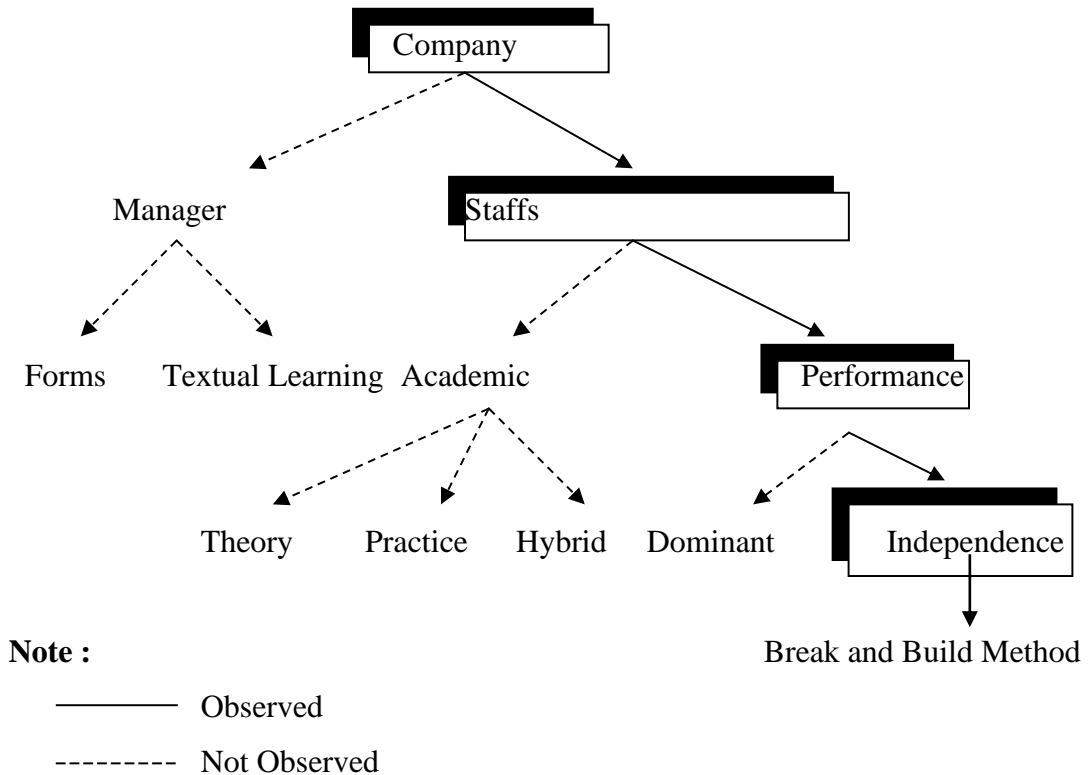 Company
Manager
Staffs
Forms
Textual Learning
Academic
Performance
Theory
Practice
Hybrid
Dominant
Independence
Note :
Break and Build Method
Observed
Not Observed